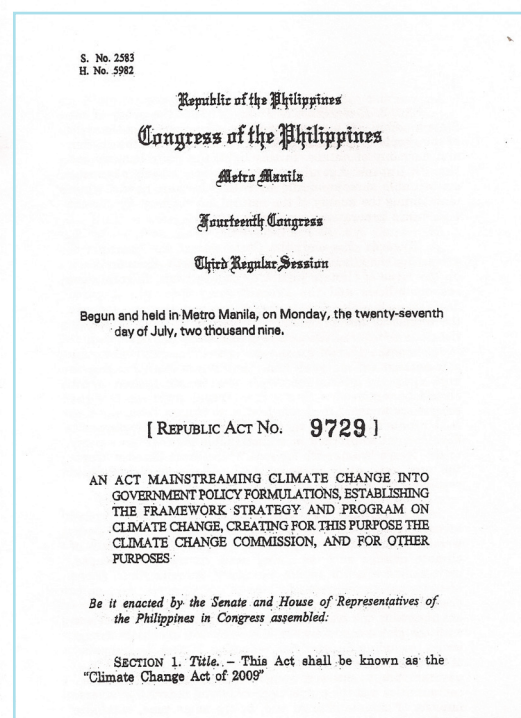 S. No. 2583
H. No. 5982
Republic of the Philippines
Congress of the Philippines
Metro Manila
Fourteenth Congress
Third Regular Session
Begun and held in Metro Manila, on Monday, the twenty-seventh
day of July, two thousand nine.
[ REPUBLIC ACT NO. 9729 ]
AN ACT MAINSTREAMING CLIMATE CHANGE INTO
GOVERNMENT POLICY FORMULATIONS, ESTABLISHING
THE FRAMEWORK STRATEGY AND PROGRAM ON
CLIMATE CHANGE, CREATING FOR THIS PURPOSE THE
CLIMATE CHANGE COMMISSION, AND FOR OTHER
PURPOSES
Be it enacted by the Senate and House of Representatives of
the Philippines in Congress assembled:
SECTION 1. Title. – This Act shall be known as the
“Climate Change Act of 2009”